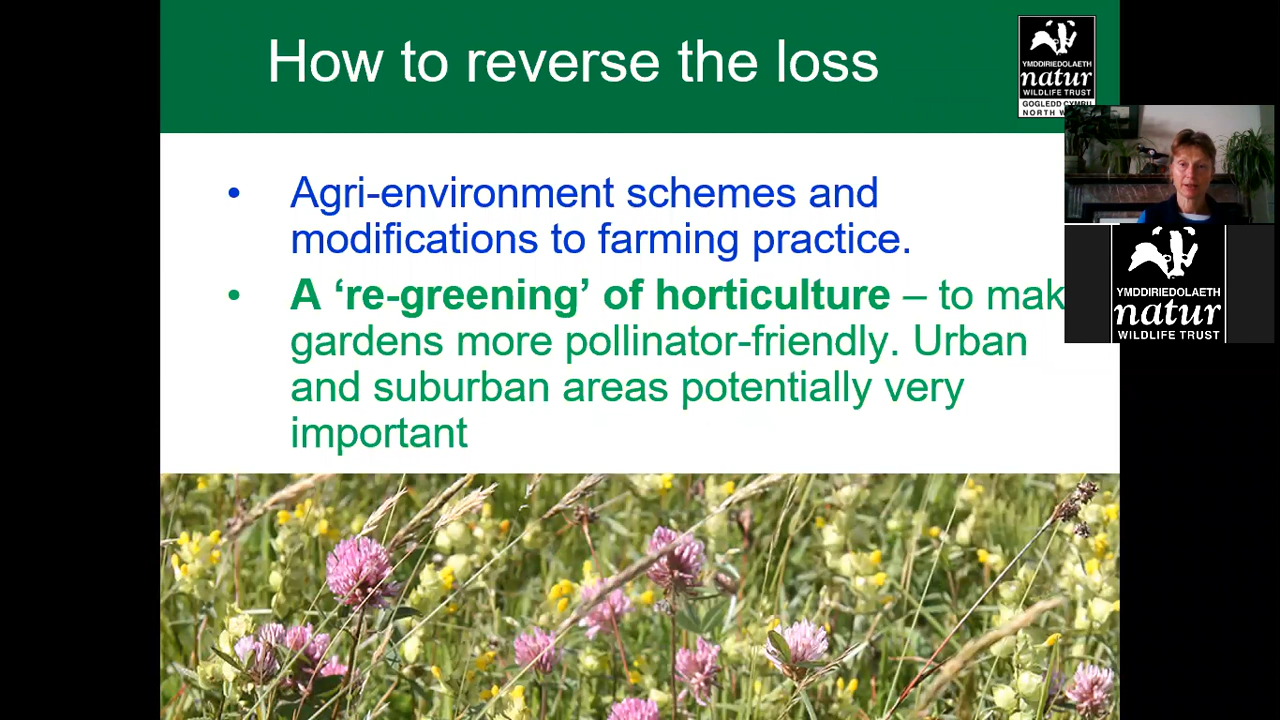 How to reverse the loss
YMDDIRIEDOLAETH
natur
WILDLIFE TRUST
GOGLEDD CYMRU
NORTH W
• Agri-environment schemes and
modifications to farming practice.
• A ‘re-greening’ of horticulture – to mak
gardens more pollinator-friendly. Urban
and suburban areas potentially very
important
YMDDIRIEDOLAETH
natur
WILDLIFE TRUST